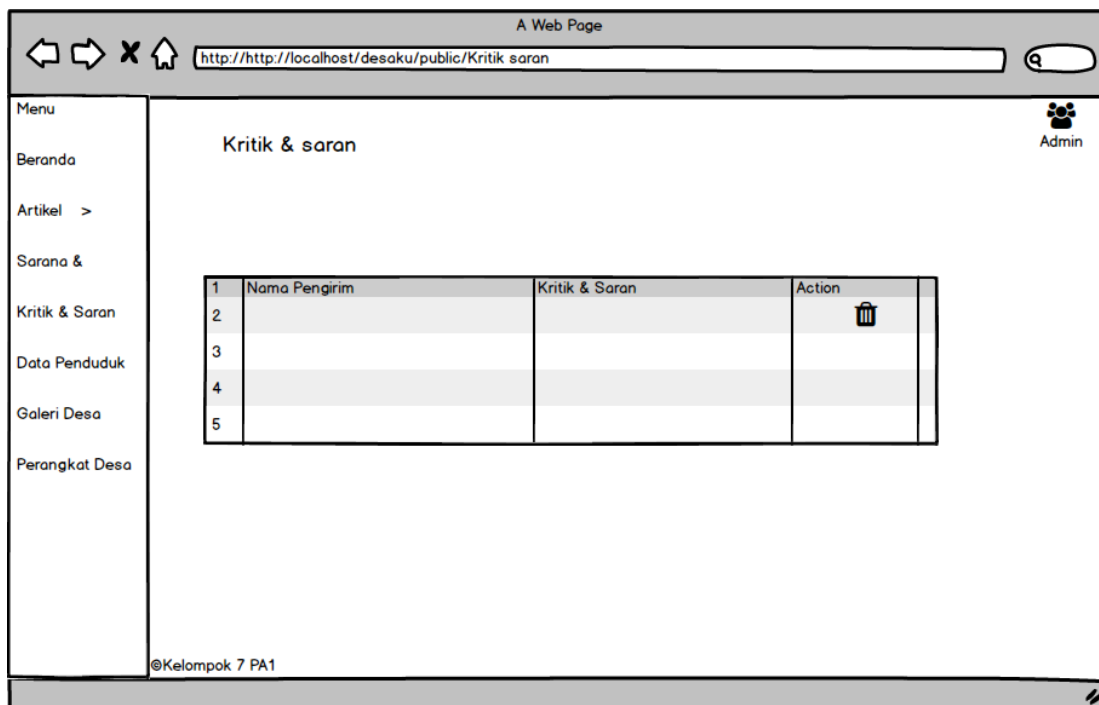 A Web Page
http://http://localhost/desaku/public/Kritik saran
Menu
Beranda
Artikel >
Sarana &
Kritik & Saran
Data Penduduk
Galeri Desa
Perangkat Desa
Kritik & saran
Admin
1 Nama Pengirim Kritik & Saran Action
2
3
4
5
©Kelompok 7 PA1